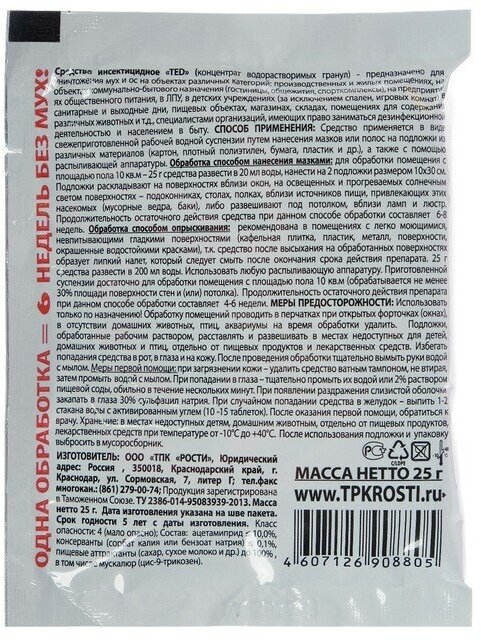 ОДНА ОБРАБОТКА = 6 НЕДЕЛЬ БЕЗ МУХ!
Средство инсектицидное «TED» (концентрат водорастворимых гранул) - предназначено для
уничтожения мух и ос на объектах различных категорий: производственных и жилых помещениях, на
объектах коммунально-бытового назначения (гостиницы, общежития, спорткомплексы), на предприяти-
ях общественного питания, в ЛПУ, в детских учреждениях (за исключением спален, игровых комнат) в
санитарные и выходные дни, пищевых объектах, магазинах, складах, помещениях для содержания
различных животных и т.д., специалистами организаций, имеющих право заниматься дезинфекционной
деятельностью и населением в быту. СПОСОБ ПРИМЕНЕНИЯ: Средство применяется в виде
свежеприготовленной рабочей водной суспензии путем нанесения мазков или полос на подложки из
различных материалов (картон, плотный полиэтилен, бумага, пластик и др.), а также с помощью
распыливающей аппаратуры. Обработка способом нанесения мазками: для обработки помещения с
площадью пола 10 кв.м – 25 г средства развести в 20 мл воды, нанести на 2 подложки размером 10х30 см.
Подложки раскладывают на поверхностях вблизи окон, на освещенных и прогреваемых солнечным
светом поверхностях – подоконниках, столах, полках, вблизи источников пищи, привлекающих этих
насекомых (мусорные ведра, баки), либо развешивают под потолком, вблизи ламп и люстр.
Продолжительность остаточного действия средства при данном способе обработки составляет 6-8
недель. Обработка способом опрыскивания: рекомендована в помещениях с легко моющимися,
невпитывающими гладкими поверхностями (кафельная плитка, пластик, металл, поверхности,
окрашенные водостойкими красками), т.к. средство после высыхания на обработанных поверхностях
образует липкий налет, который следует смыть после окончания срока действия препарата. 25 г
средства развести в 200 мл воды. Использовать любую распыливающую аппаратуру. Приготовленной
суспензии достаточно для обработки помещения с площадью пола 10 кв.м (обрабатывается не менее
30% площади поверхности стен и (или) потолка). Продолжительность остаточного действия препарата
при данном способе обработки составляет 4-6 недели. МЕРЫ ПРЕДОСТОРОЖНОСТИ: Использовать
только по назначению! Обработку помещений проводить в перчатках при открытых форточках (окнах),
в отсутствии домашних животных, птиц, аквариумы на время обработки удалить. Подложки,
обработанные рабочим раствором, расставлять и развешивать в местах недоступных для детей,
домашних животных и птиц, отдельно от пищевых продуктов и лекарственных средств. Избегать
попадания средства в рот, в глаза и на кожу. После проведения обработки тщательно вымыть руки водой
с мылом. Меры первой помощи: при загрязнении кожи – удалить средство ватным тампоном, не втирая,
затем промыть водой с мылом. При попадании в глаза – тщательно промыть их водой или 2% раствором
пищевой соды, обильно в течение нескольких минут. При появлении раздражения слизистой оболочки
закапать в глаза 30% сульфацил натрия. При случайном попадании средства в желудок – выпить 1-2
стакана воды с активированным углем (10 -15 таблеток). После оказания первой помощи, обратиться к
врачу. Хранение: в местах недоступных детям, домашним животным, отдельно от пищевых продуктов,
лекарственных средств при температуре от -10°С до +40°С. После использования подложки и упаковку
выбросить в мусоросборник.
ИЗГОТОВИТЕЛЬ: ООО «ТПК «РОСТИ», Юридический
адрес: Россия , 350018, Краснодарский край, г.
Краснодар, ул. Сормовская, 7, литер Г; тел.факс
многокан.: (861) 279-00-74; Продукция зарегистрирована
в Таможенном Союзе. ТУ 2386-014-95083939-2013. Масса
нетто 25 г. Дата изготовления указана на шве пакета.
Срок годности 5 лет с даты изготовления. Класс
опасности: 4 (мало опасно); Состав: ацетамиприд ≤ 10,0%,
консерванты (сорбат калия или бензоат натрия) ≤ 0,1%,
пищевые аттрактанты (сахар, сухое молоко и др.) до 100%,
в том числе мускалюр (цис-9-трикозен).
PCT
C/LDPE
МАССА НЕТТО 25 г
WWW.TPKROSTI.ru
4 607126 908805